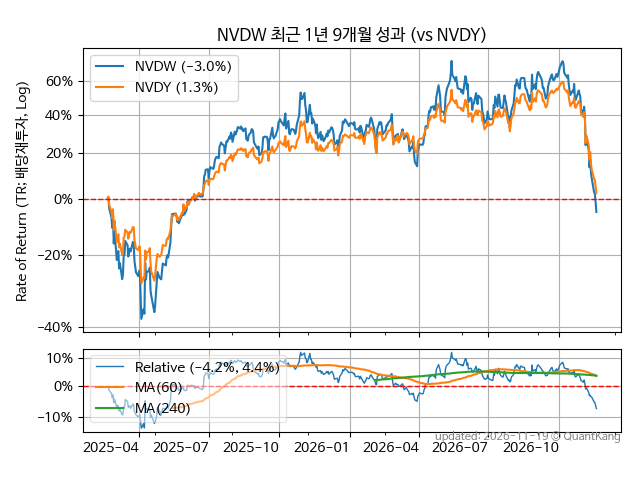 NVDW 최근 1년 9개월 성과 (vs NVDY)
Rate of Return (TR: 배당재투자, Log)
NVDW (−3.0%)
NVDY (1.3%)
60%
40%
20%
0%
−20%
−40%
Relative (−4.2%, 4.4%)
MA(60)
MA(240)
10%
0%
−10%
updated: 2026-11-19 © QuantKang
2025-04 2025-07 2025-10 2026-01 2026-04 2026-07 2026-10